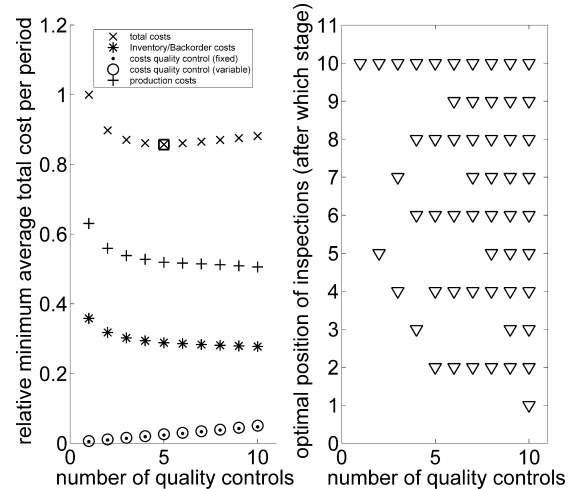 relative minimum average total cost per period
1.2
1
0.8
0.6
0.4
0.2
0
total costs
Inventory/Backorder costs
costs quality control (fixed)
costs quality control (variable)
production costs
0
5
10
number of quality controls
optimal position of inspections (after which stage)
11
10
9
8
7
6
5
4
3
2
1
0
0
5
10
number of quality controls